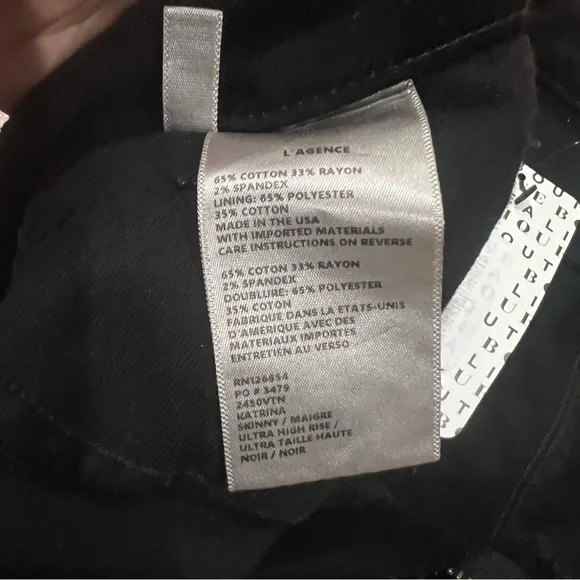 L'AGENCE
65% COTTON 33% RAYON
2% SPANDEX
LINING: 65% POLYESTER
35% COTTON
MADE IN THE USA
WITH IMPORTED MATERIALS
CARE INSTRUCTIONS ON REVERSE
65% COTON 33% RAYON
2% SPANDEX
DOUBLURE: 65% POLYESTER
35% COTON
FABRIQUE DANS LA ETATS-UNIS
D'AMERIQUE AVEC DES
MATERIAUX IMPORTES
ENTRETIEN AU VERSO
RN126654
PO # 3479
2450VTN
KATRINA
SKINNY / MAIGRE
ULTRA HIGH RISE /
ULTRA TAILLE HAUTE
NOIR / NOIR